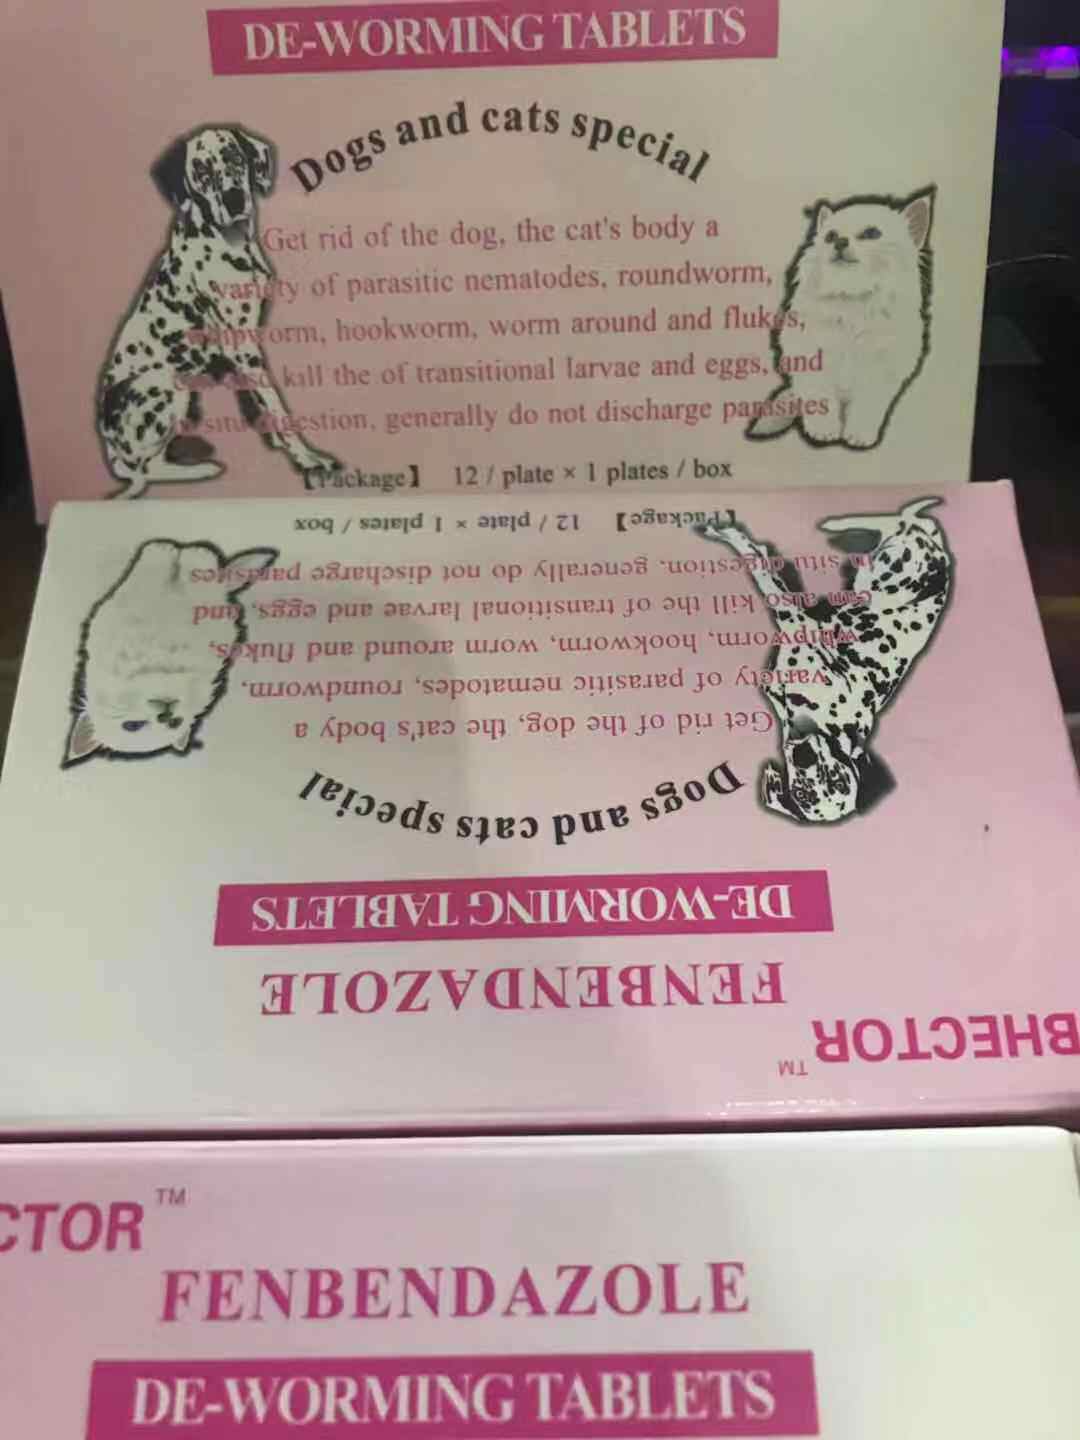 DE-WORMING TABLETS
Dogs and cats special
Get rid of the dog, the cat's body a
variety of parasitic nematodes, roundworm,
whipworm, hookworm, worm around and flukes,
can also kill the of transitional larvae and eggs, and
in situ digestion, generally do not discharge parasites
【Package】 12 / plate × 1 plates / box
BHECTOR™
FENBENDAZOLE
DE-WORMING TABLETS
Dogs and cats special
Get rid of the dog, the cat's body a
variety of parasitic nematodes, roundworm,
whipworm, hookworm, worm around and flukes,
can also kill the of transitional larvae and eggs, and
in situ digestion, generally do not discharge parasites
【Package】 12 / plate × 1 plates / box
CTOR™
FENBENDAZOLE
DE-WORMING TABLETS